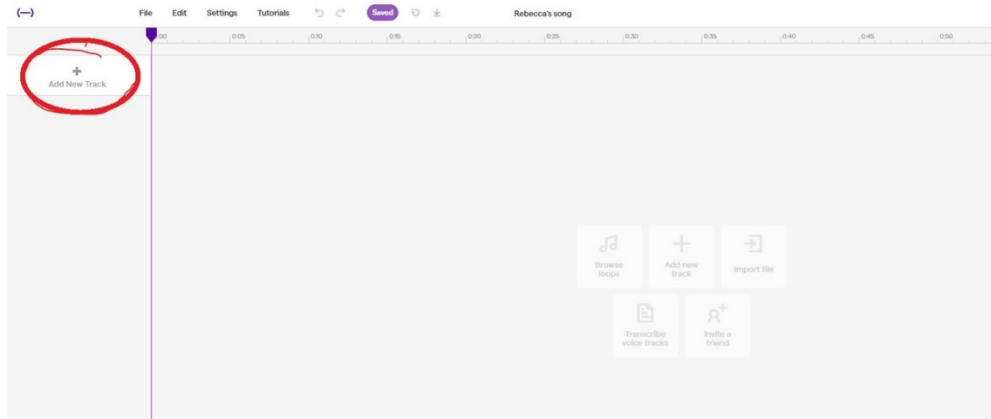 (—) File Edit Settings Tutorials Saved Rebecca's song
0:00 0:05 0:10 0:15 0:20 0:25 0:30 0:35 0:40 0:45 0:50
+
Add New Track
Browse loops
Add new track
Import file
Transcribe voice tracks
Invite a friend